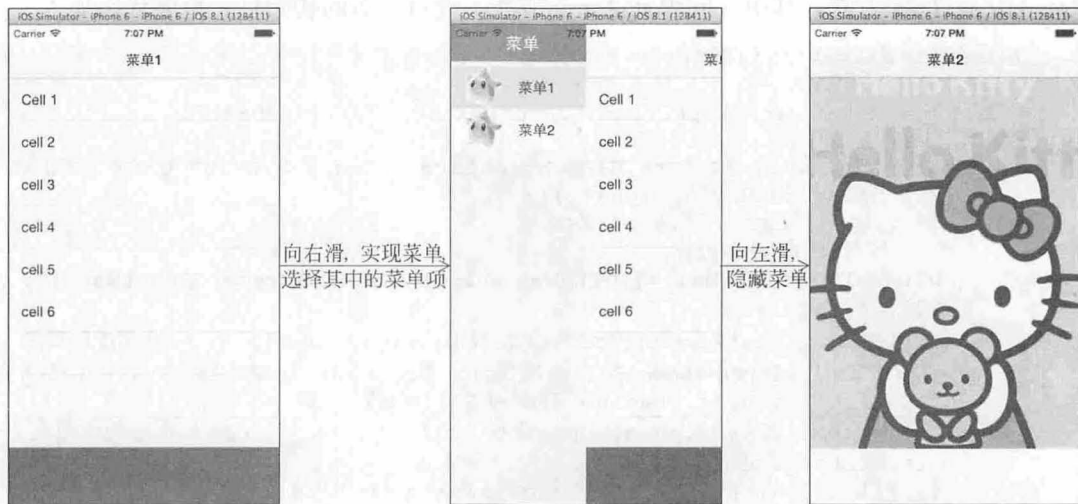 iOS Simulator - iPhone 6 - iPhone 6 / iOS 8.1 (12B411)
Carrier 7:07 PM
菜单1
Cell 1
cell 2
cell 3
cell 4
cell 5
cell 6
向右滑,实现菜单
选择其中的菜单项
iOS Simulator - iPhone 6 - iPhone 6 / iOS 8.1 (12B411)
Carrier 7:07 PM
菜单
菜单1
菜单2
菜
Cell 1
cell 2
cell 3
cell 4
cell 5
cell 6
向左滑,
隐藏菜单
iOS Simulator - iPhone 6 - iPhone 6 / iOS 8.1 (12B411)
Carrier 7:07 PM
菜单2
Hello Kitty
Hello Kitt